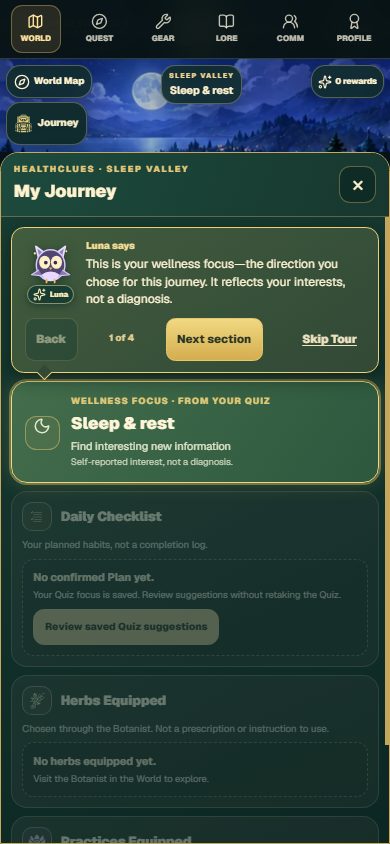 WORLD
QUEST
GEAR
LORE
COMM
PROFILE
World Map
SLEEP VALLEY
Sleep & rest
0 rewards
Journey
HEALTHCLUES · SLEEP VALLEY
My Journey
Luna says
This is your wellness focus—the direction you
chose for this journey. It reflects your interests,
not a diagnosis.
Luna
Back
1 of 4
Next section
Skip Tour
WELLNESS FOCUS · FROM YOUR QUIZ
Sleep & rest
Find interesting new information
Self-reported interest, not a diagnosis.
Daily Checklist
Your planned habits, not a completion log.
No confirmed Plan yet.
Your Quiz focus is saved. Review suggestions without retaking the Quiz.
Review saved Quiz suggestions
Herbs Equipped
Chosen through the Botanist. Not a prescription or instruction to use.
No herbs equipped yet.
Visit the Botanist in the World to explore.
Practices Equipped